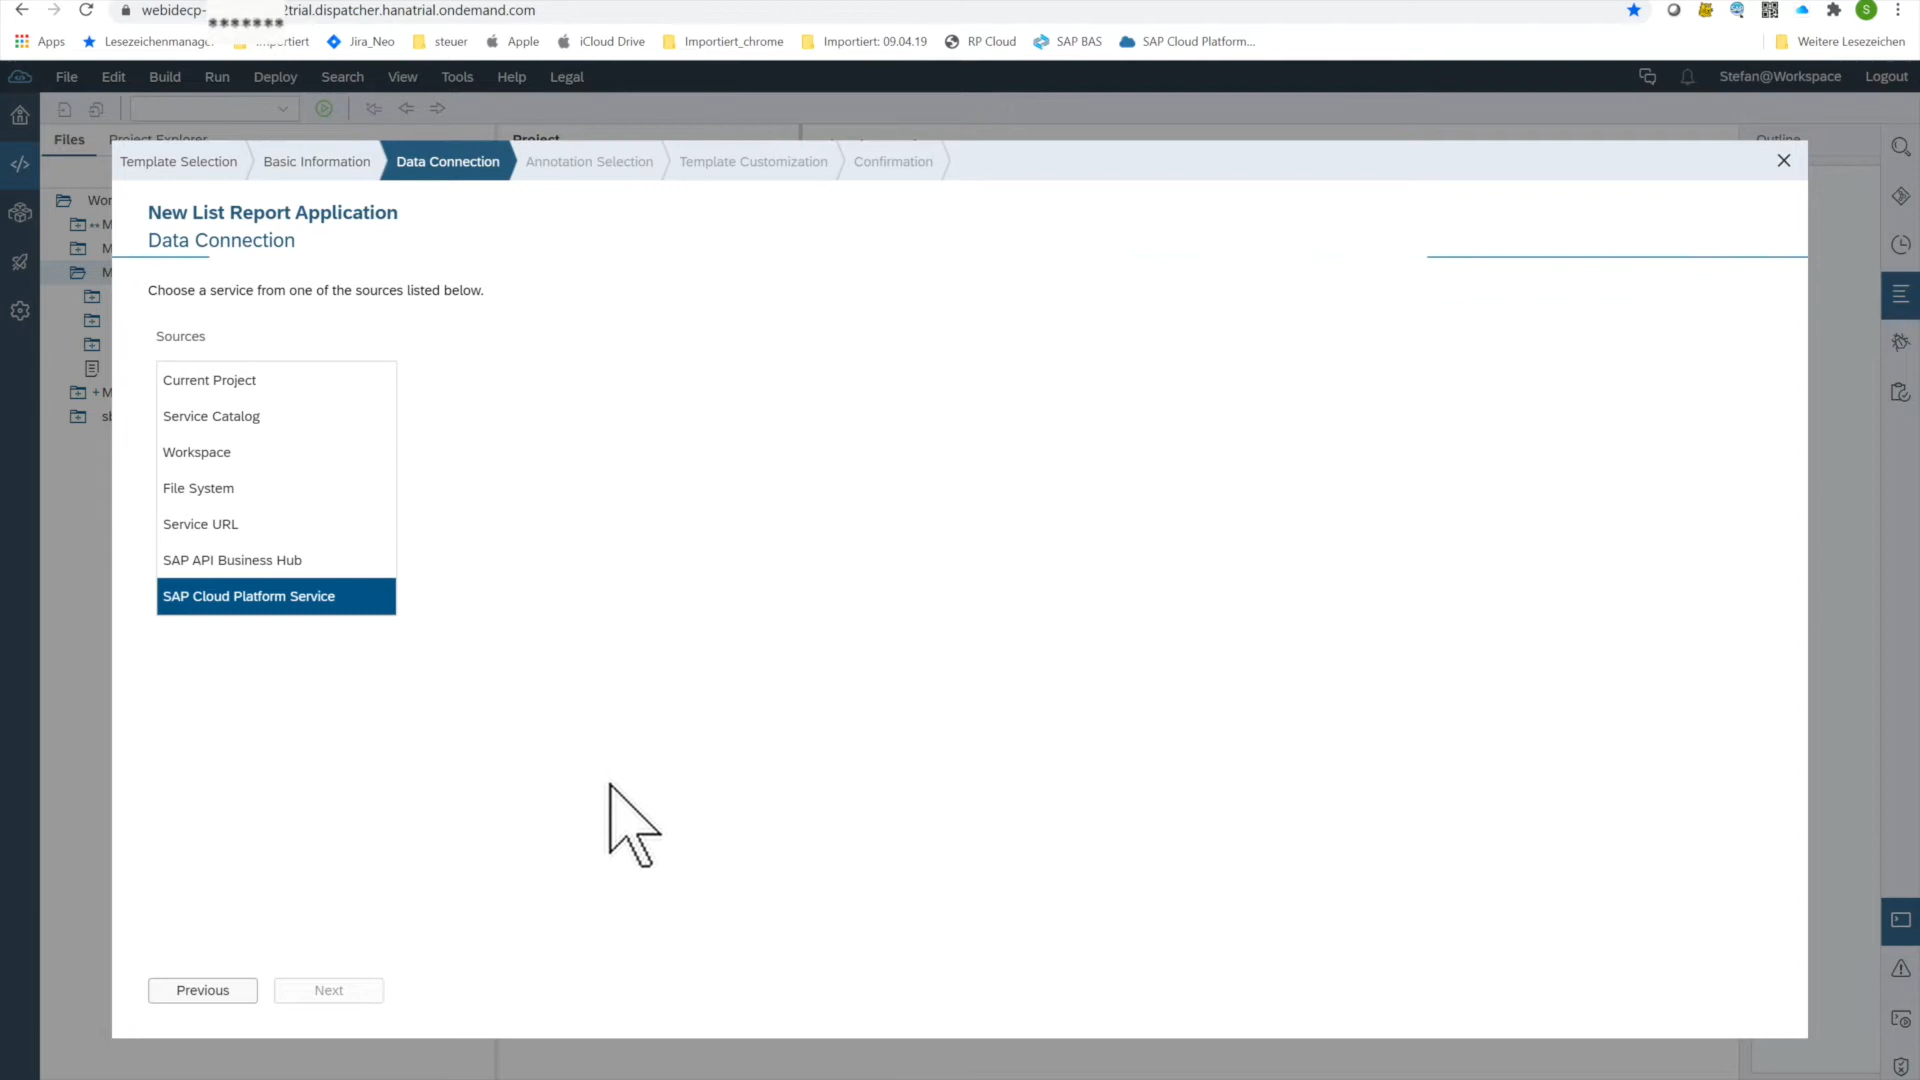 webidecp-
*******
trial.dispatcher.hanatrial.ondemand.com
S
Apps
Jira_Neo
steuer
Apple
iCloud Drive
Importiert_chrome
Importiert: 09.04.19
RP Cloud
SAP BAS
SAP Cloud Platform...
Weitere Lesezeichen
File Edit Build Run Deploy Search View Tools Help Legal
Stefan@Workspace Logout
Files Project Explorer
Project
Outline
Template Selection Basic Information Data Connection Annotation Selection Template Customization Confirmation
New List Report Application
Data Connection
Choose a service from one of the sources listed below.
Sources
Current Project
Service Catalog
Workspace
File System
Service URL
SAP API Business Hub
SAP Cloud Platform Service
Previous Next